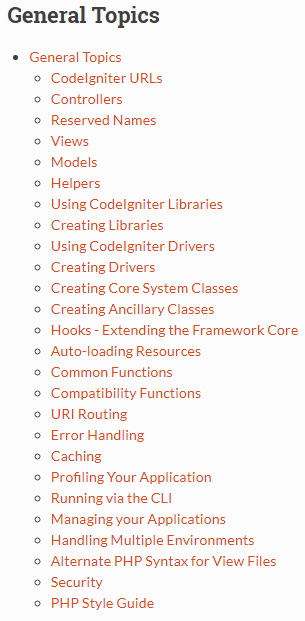 General Topics
General Topics
CodeIgniter URLs
Controllers
Reserved Names
Views
Models
Helpers
Using CodeIgniter Libraries
Creating Libraries
Using CodeIgniter Drivers
Creating Drivers
Creating Core System Classes
Creating Ancillary Classes
Hooks - Extending the Framework Core
Auto-loading Resources
Common Functions
Compatibility Functions
URI Routing
Error Handling
Caching
Profiling Your Application
Running via the CLI
Managing your Applications
Handling Multiple Environments
Alternate PHP Syntax for View Files
Security
PHP Style Guide